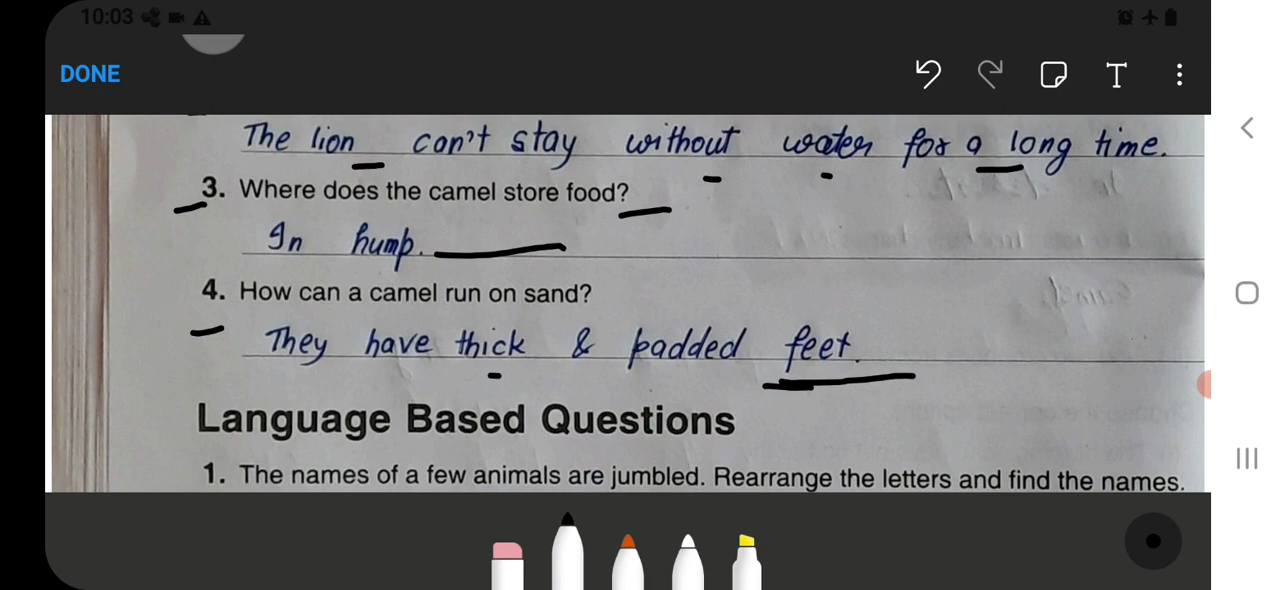 10:03
DONE
T
The lion can't stay without water for a long time.
3. Where does the camel store food?
In hump.
4. How can a camel run on sand?
They have thick & padded feet.
Language Based Questions
1. The names of a few animals are jumbled. Rearrange the letters and find the names.